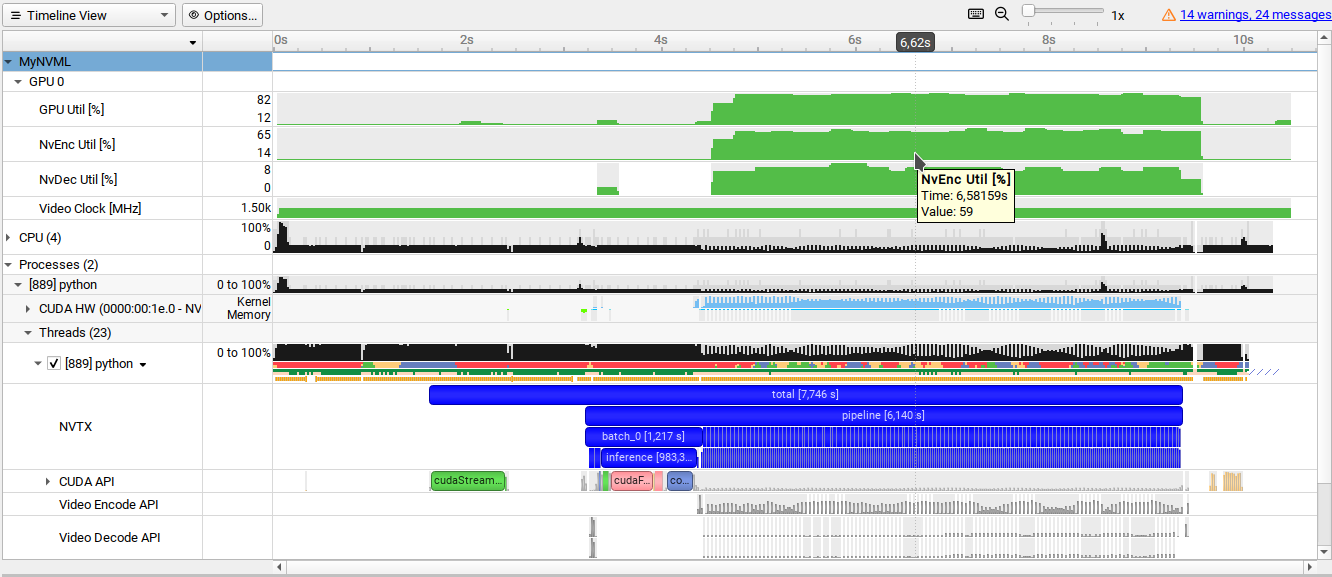 Timeline View
Options...
1x
14 warnings, 24 messages
0s 2s 4s 6s 6,62s 8s 10s
MyNVML
GPU 0
GPU Util [%] 82
12
NvEnc Util [%] 65
14
NvDec Util [%] 8
0
NvEnc Util [%]
Time: 6,58159s
Value: 59
Video Clock [MHz] 1.50k
CPU (4) 100%
0
Processes (2)
[889] python 0 to 100%
CUDA HW (0000:00:1e.0 - NV Kernel
Memory
Threads (23)
[889] python 0 to 100%
NVTX
total [7,746 s]
pipeline [6,140 s]
batch_0 [1,217 s]
inference [983,3...
CUDA API cudaStream... cudaF... co...
Video Encode API
Video Decode API